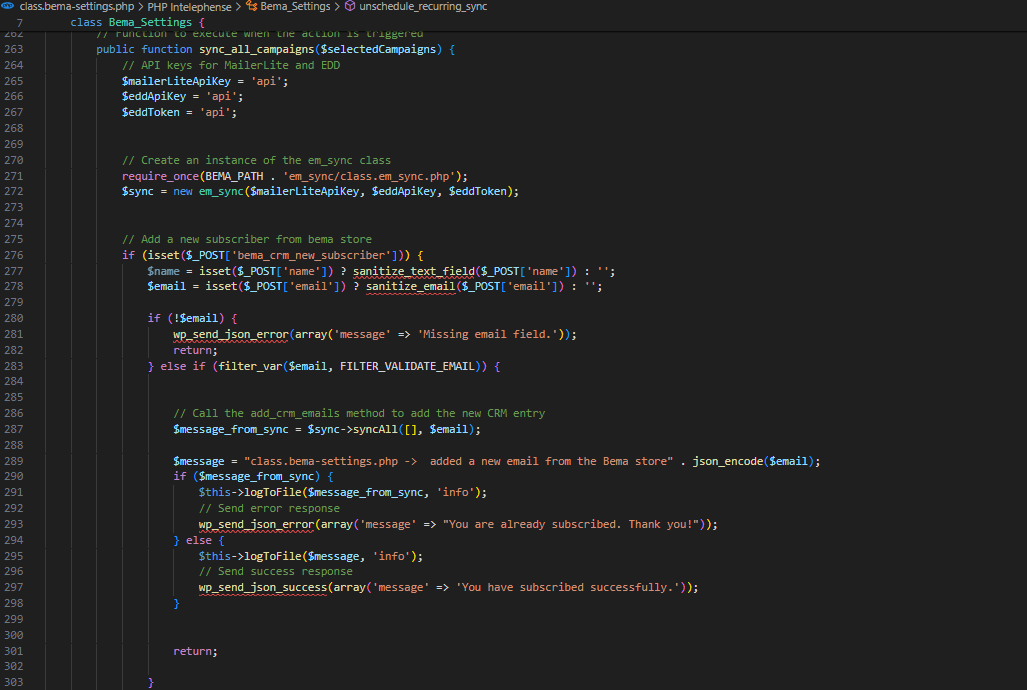 class.bema-settings.php > PHP Intelephense > Bema_Settings > unschedule_recurring_sync
7 class Bema_Settings {
262 // Function to execute when the action is triggered
263 public function sync_all_campaigns($selectedCampaigns) {
264 // API keys for MailerLite and EDD
265 $mailerLiteApiKey = 'api';
266 $eddApiKey = 'api';
267 $eddToken = 'api';
268
269
270 // Create an instance of the em_sync class
271 require_once(BEMA_PATH . 'em_sync/class.em_sync.php');
272 $sync = new em_sync($mailerLiteApiKey, $eddApiKey, $eddToken);
273
274
275 // Add a new subscriber from bema store
276 if (isset($_POST['bema_crm_new_subscriber'])) {
277 $name = isset($_POST['name']) ? sanitize_text_field($_POST['name']) : '';
278 $email = isset($_POST['email']) ? sanitize_email($_POST['email']) : '';
279
280 if (!$email) {
281 wp_send_json_error(array('message' => 'Missing email field.'));
282 return;
283 } else if (filter_var($email, FILTER_VALIDATE_EMAIL)) {
284
285
286 // Call the add_crm_emails method to add the new CRM entry
287 $message_from_sync = $sync->syncAll([], $email);
288
289 $message = "class.bema-settings.php ->  added a new email from the Bema store" . json_encode($email);
290 if ($message_from_sync) {
291 $this->logToFile($message_from_sync, 'info');
292 // Send error response
293 wp_send_json_error(array('message' => "You are already subscribed. Thank you!"));
294 } else {
295 $this->logToFile($message, 'info');
296 // Send success response
297 wp_send_json_success(array('message' => 'You have subscribed successfully.'));
298 }
299
300
301 return;
302
303 }